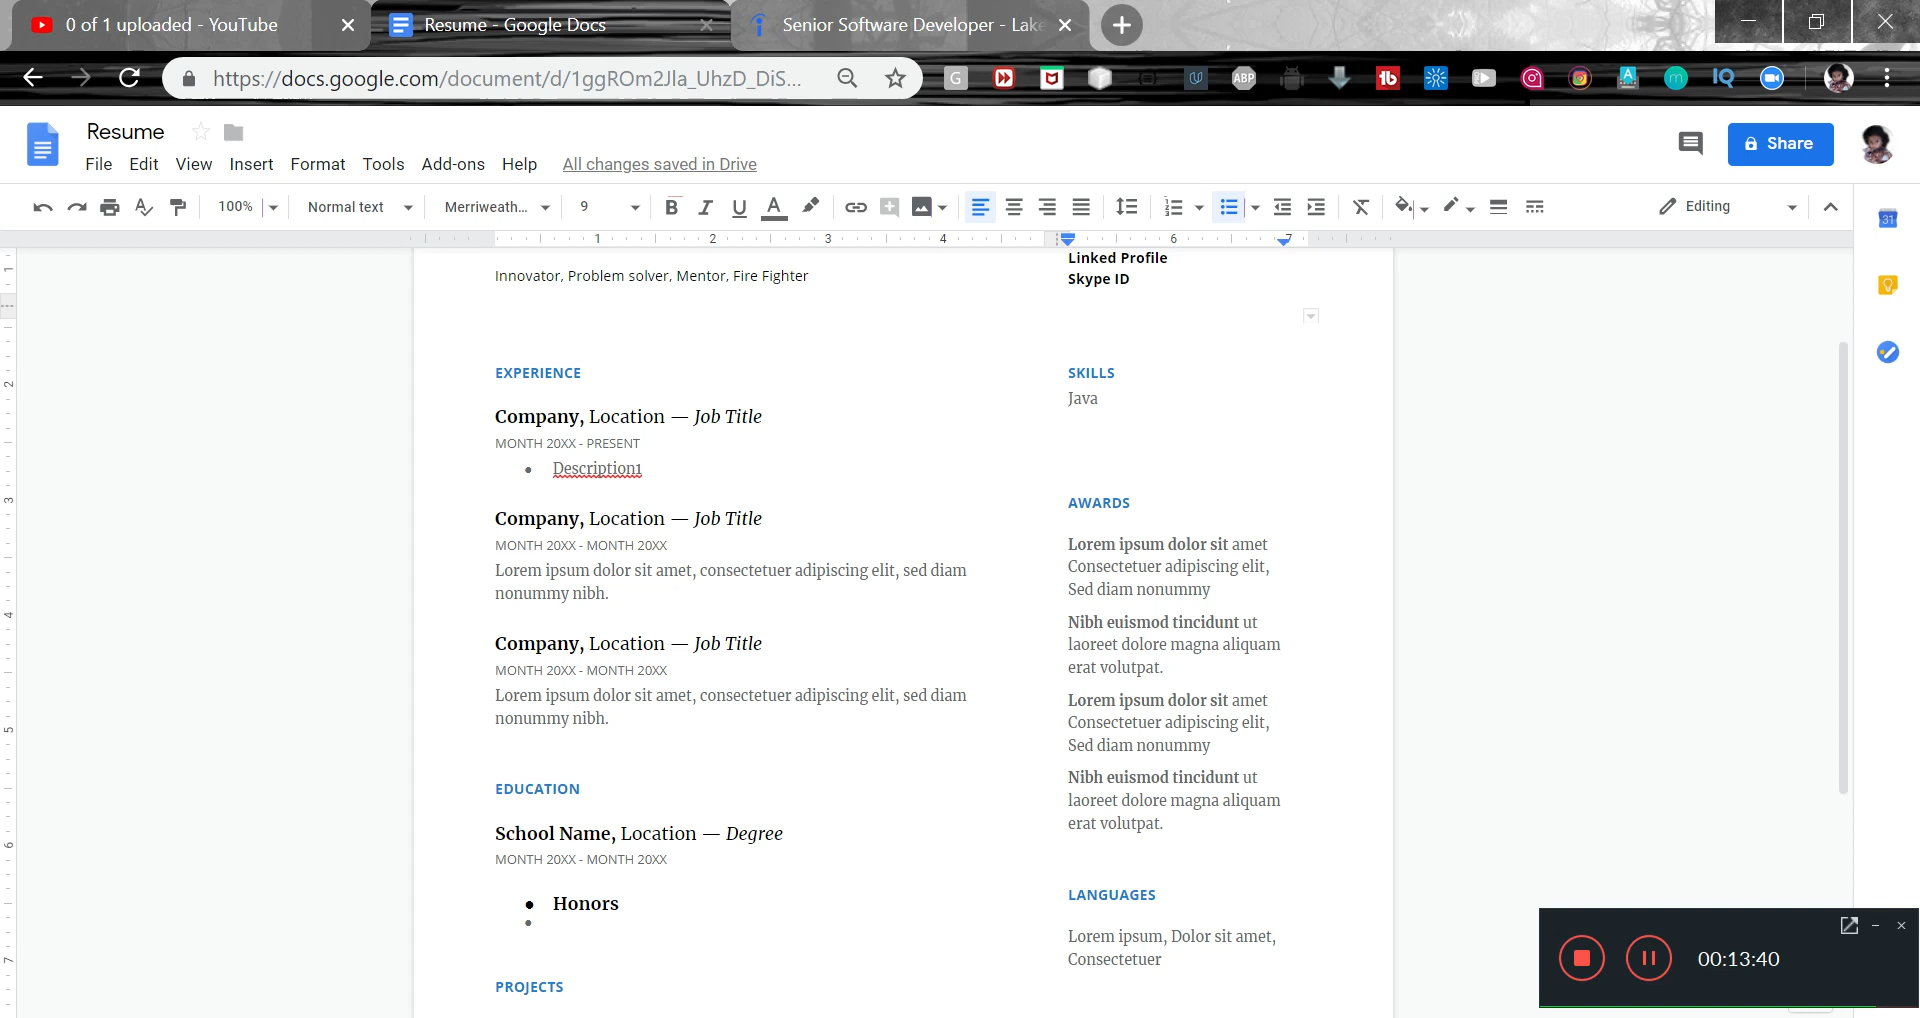 0 of 1 uploaded - YouTube
Resume - Google Docs
Senior Software Developer - Lake
https://docs.google.com/document/d/1ggROm2JIa_UhzD_DiS...
Resume
File Edit View Insert Format Tools Add-ons Help All changes saved in Drive
Share
100% Normal text Merriweath... 9 Editing
1 2 3 4 6 7
Innovator, Problem solver, Mentor, Fire Fighter
Linked Profile
Skype ID
EXPERIENCE
Company, Location — Job Title
MONTH 20XX - PRESENT
● Description1
Company, Location — Job Title
MONTH 20XX - MONTH 20XX
Lorem ipsum dolor sit amet, consectetuer adipiscing elit, sed diam
nonummy nibh.
Company, Location — Job Title
MONTH 20XX - MONTH 20XX
Lorem ipsum dolor sit amet, consectetuer adipiscing elit, sed diam
nonummy nibh.
EDUCATION
School Name, Location — Degree
MONTH 20XX - MONTH 20XX
● Honors
●
PROJECTS
SKILLS
Java
AWARDS
Lorem ipsum dolor sit amet
Consectetuer adipiscing elit,
Sed diam nonummy
Nibh euismod tincidunt ut
laoreet dolore magna aliquam
erat volutpat.
Lorem ipsum dolor sit amet
Consectetuer adipiscing elit,
Sed diam nonummy
Nibh euismod tincidunt ut
laoreet dolore magna aliquam
erat volutpat.
LANGUAGES
Lorem ipsum, Dolor sit amet,
Consectetuer
00:13:40